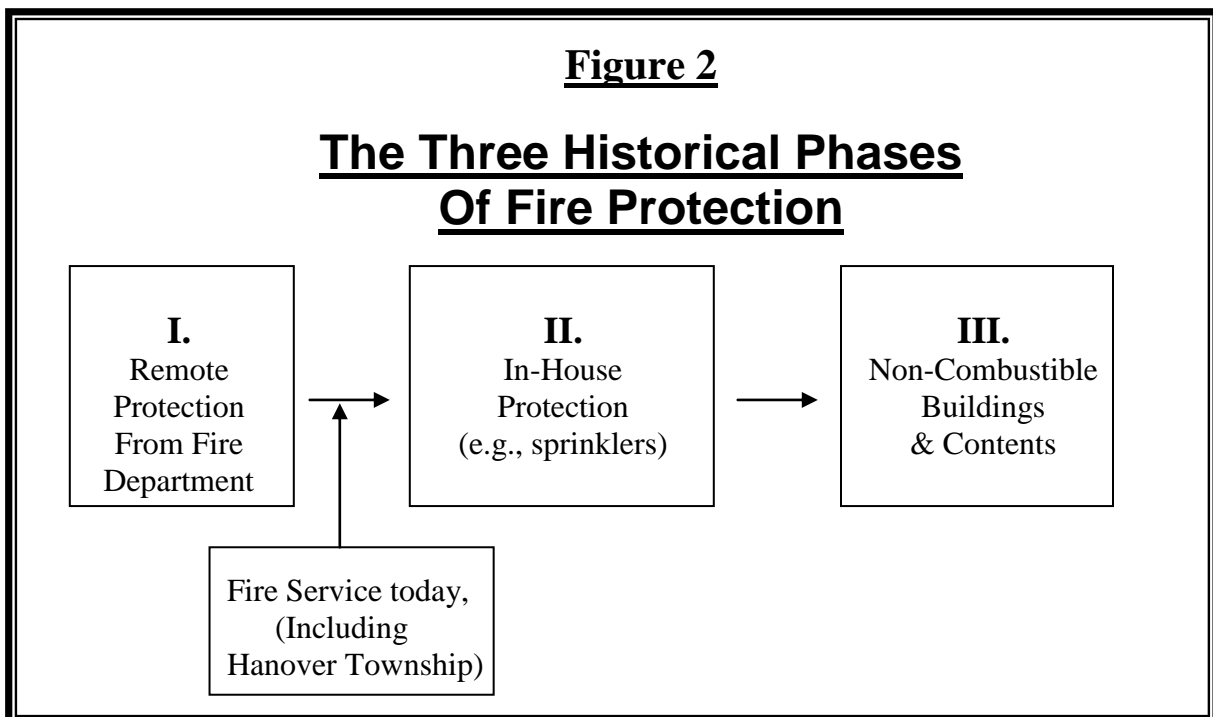 Figure 2
The Three Historical Phases
Of Fire Protection
I.
Remote
Protection
From Fire
Department
II.
In-House
Protection
(e.g., sprinklers)
III.
Non-Combustible
Buildings
& Contents
Fire Service today,
(Including
Hanover Township)